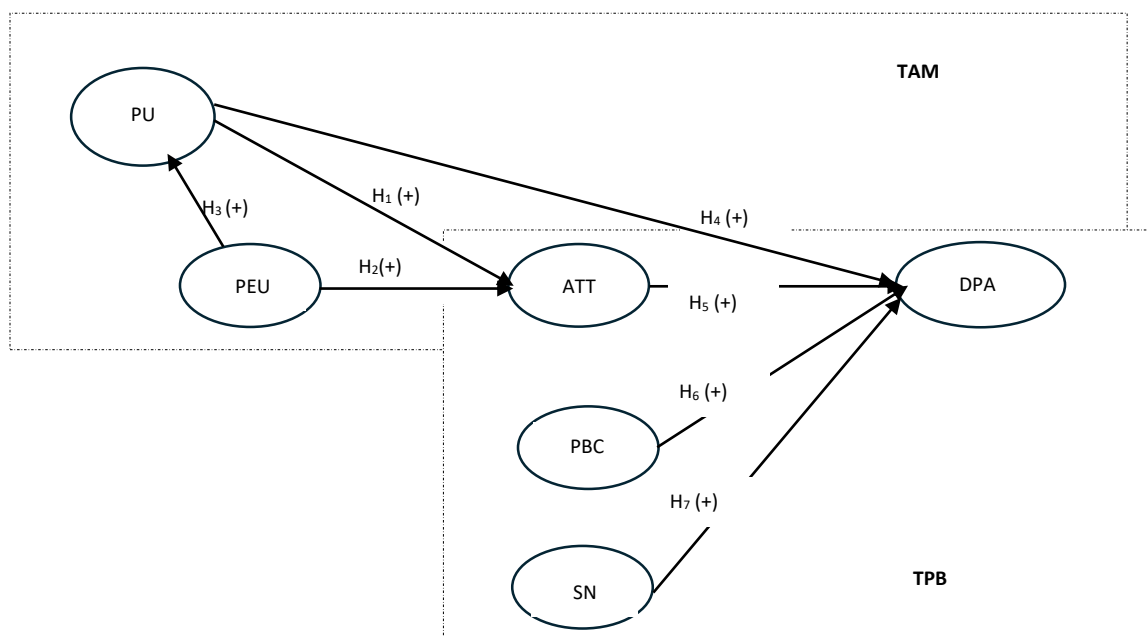 TAM
PU
H₁ (+)
H₃ (+)
H₄ (+)
H₂(+)
PEU
ATT
DPA
H₅ (+)
H₆ (+)
PBC
H₇ (+)
SN
TPB